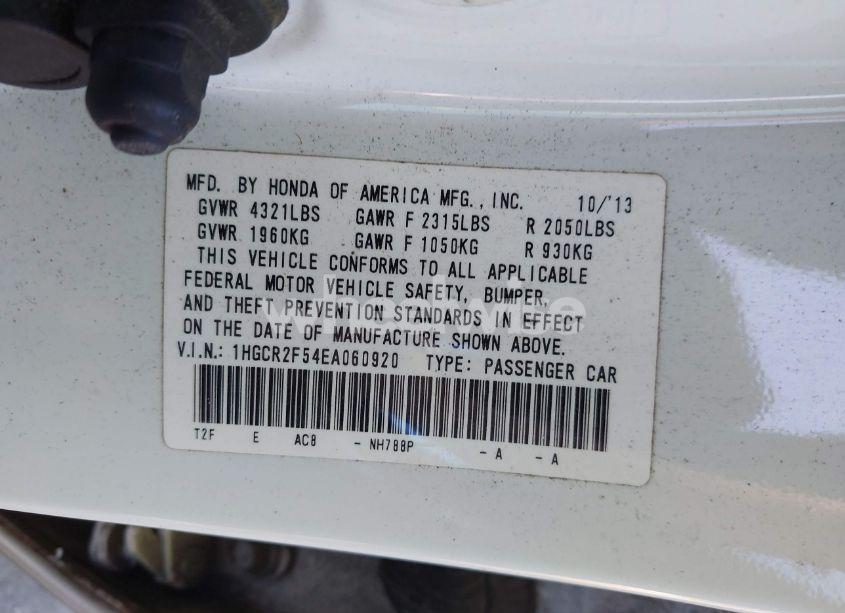 MFD. BY HONDA OF AMERICA MFG., INC. 10/'13
GVWR 4321LBS GAWR F 2315LBS R 2050LBS
GVWR 1960KG GAWR F 1050KG R 930KG
THIS VEHICLE CONFORMS TO ALL APPLICABLE
FEDERAL MOTOR VEHICLE SAFETY, BUMPER,
AND THEFT PREVENTION STANDARDS IN EFFECT
ON THE DATE OF MANUFACTURE SHOWN ABOVE.
V.I.N.: 1HGCR2F54EA060920 TYPE: PASSENGER CAR
T2F E AC8 - NH788P - A - A
wheelwire